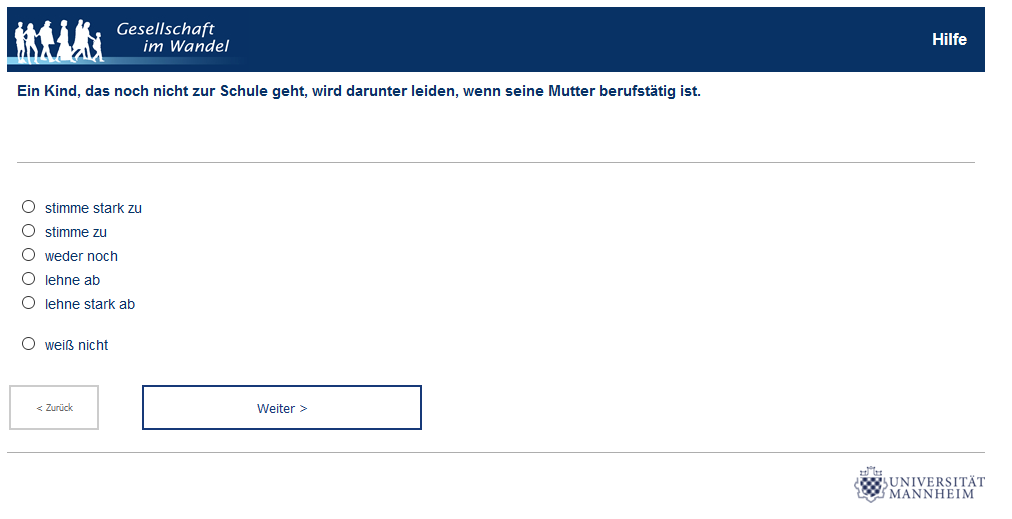 Gesellschaft
im Wandel
Hilfe
Ein Kind, das noch nicht zur Schule geht, wird darunter leiden, wenn seine Mutter berufstätig ist.
stimme stark zu
stimme zu
weder noch
lehne ab
lehne stark ab
weiß nicht
< Zurück
Weiter >
UNIVERSITÄT
MANNHEIM